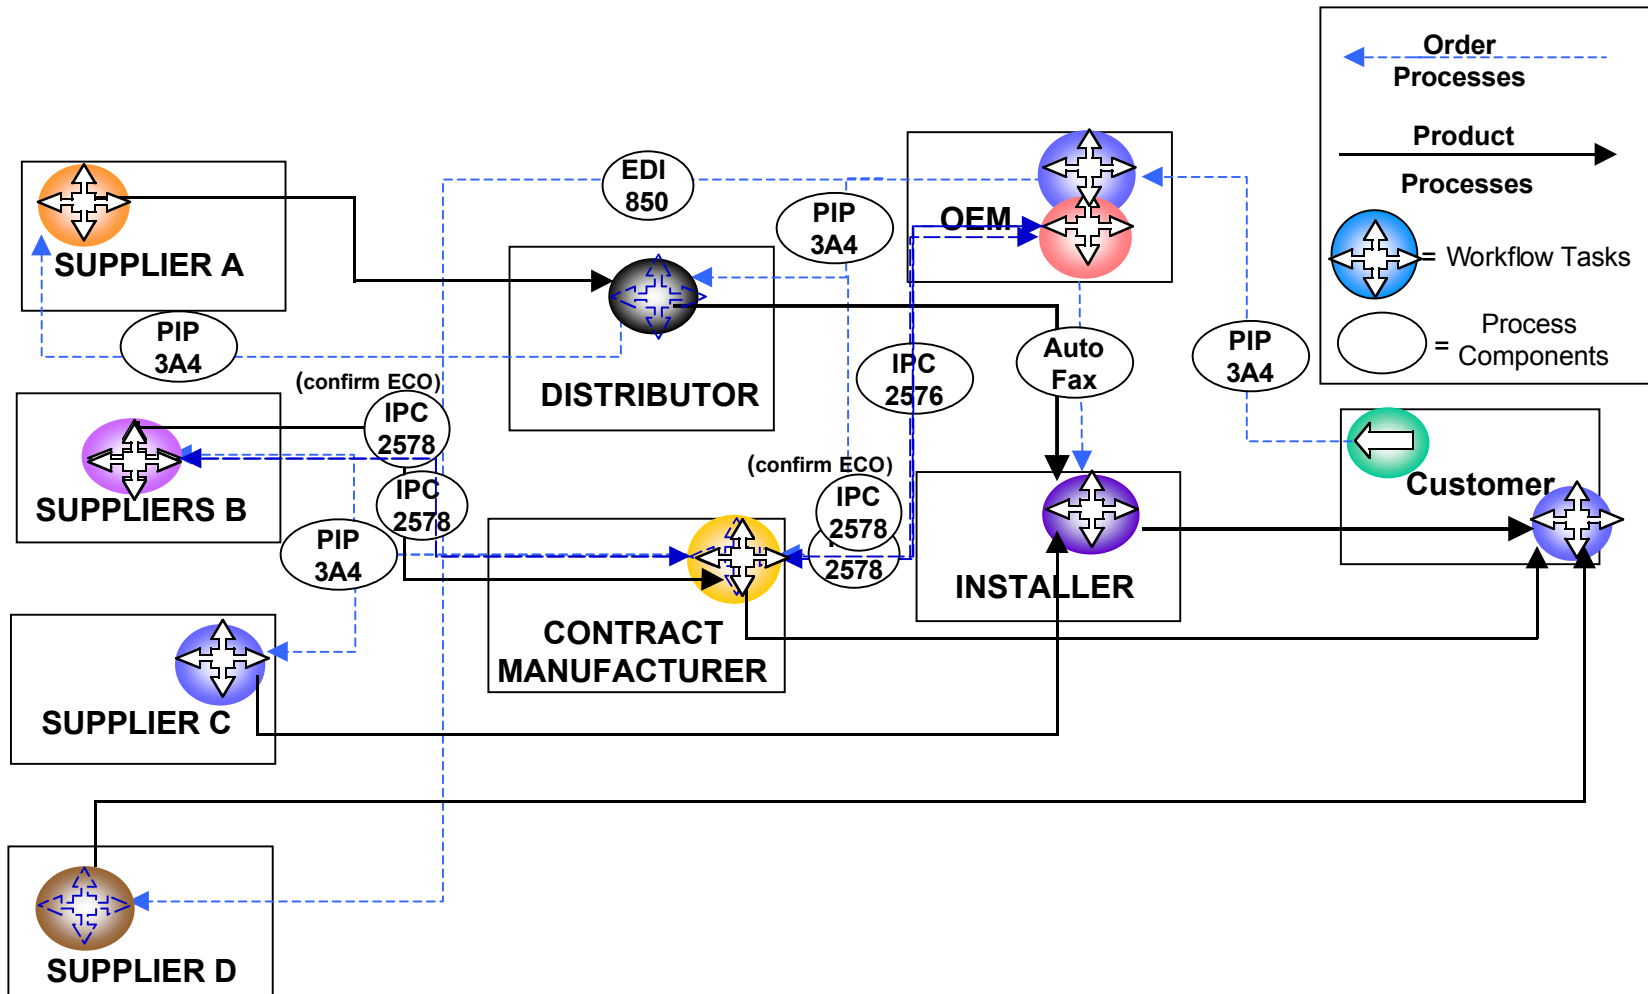 Order
Processes
Product
Processes
= Workflow Tasks
= Process
Components
EDI
850
PIP
3A4
OEM
SUPPLIER A
PIP
3A4
DISTRIBUTOR
IPC
2576
Auto
Fax
PIP
3A4
(confirm ECO)
IPC
2578
IPC
2578
SUPPLIERS B
PIP
3A4
(confirm ECO)
IPC
2578
2578
Customer
INSTALLER
CONTRACT
MANUFACTURER
SUPPLIER C
SUPPLIER D